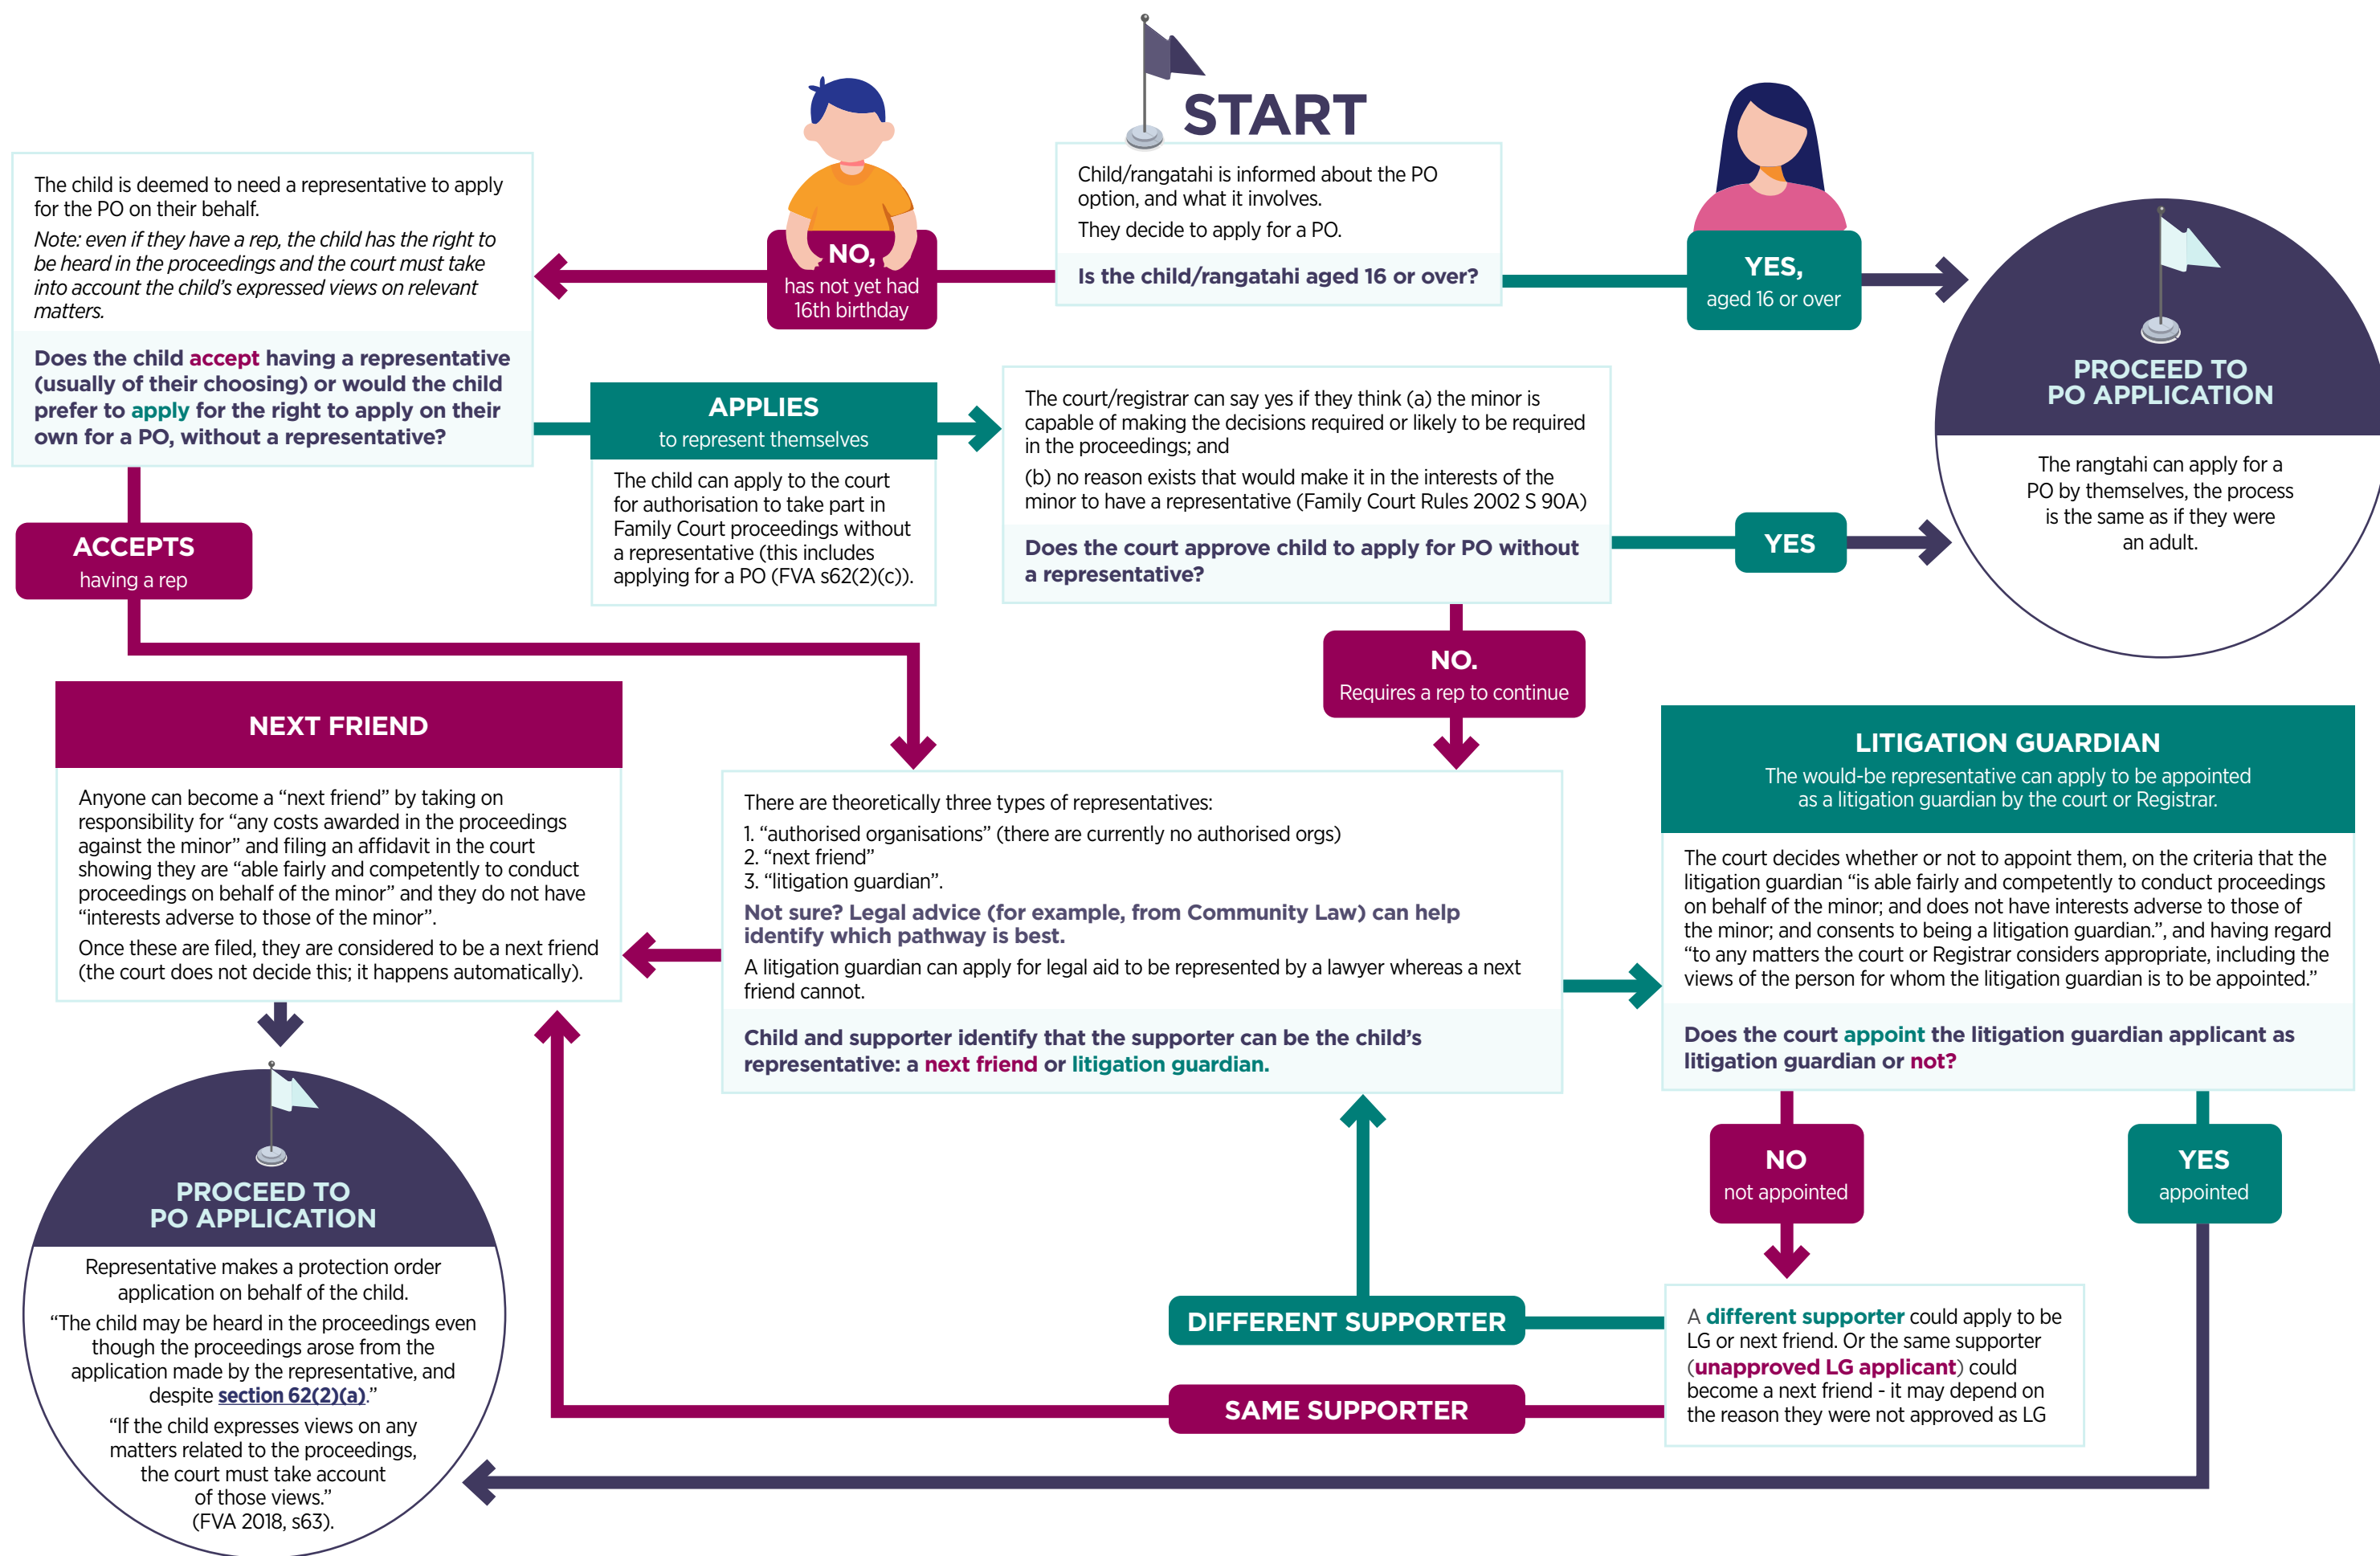 START
Child/rangatahi is informed about the PO
option, and what it involves.
They decide to apply for a PO.
Is the child/rangatahi aged 16 or over?
NO,
has not yet had
16th birthday
YES,
aged 16 or over
PROCEED TO
PO APPLICATION
The rangtahi can apply for a
PO by themselves, the process
is the same as if they were
an adult.
The child is deemed to need a representative to apply
for the PO on their behalf.
Note: even if they have a rep, the child has the right to
be heard in the proceedings and the court must take
into account the child’s expressed views on relevant
matters.
Does the child accept having a representative
(usually of their choosing) or would the child
prefer to apply for the right to apply on their
own for a PO, without a representative?
APPLIES
to represent themselves
The child can apply to the court
for authorisation to take part in
Family Court proceedings without
a representative (this includes
applying for a PO (FVA s62(2)(c)).
The court/registrar can say yes if they think (a) the minor is
capable of making the decisions required or likely to be required
in the proceedings; and
(b) no reason exists that would make it in the interests of the
minor to have a representative (Family Court Rules 2002 S 90A)
Does the court approve child to apply for PO without
a representative?
YES
ACCEPTS
having a rep
NO.
Requires a rep to continue
NEXT FRIEND
Anyone can become a “next friend” by taking on
responsibility for “any costs awarded in the proceedings
against the minor” and filing an affidavit in the court
showing they are “able fairly and competently to conduct
proceedings on behalf of the minor” and they do not have
“interests adverse to those of the minor”.
Once these are filed, they are considered to be a next friend
(the court does not decide this; it happens automatically).
There are theoretically three types of representatives:
1. “authorised organisations” (there are currently no authorised orgs)
2. “next friend”
3. “litigation guardian”.
Not sure? Legal advice (for example, from Community Law) can help
identify which pathway is best.
A litigation guardian can apply for legal aid to be represented by a lawyer whereas a next
friend cannot.
Child and supporter identify that the supporter can be the child’s
representative: a next friend or litigation guardian.
LITIGATION GUARDIAN
The would-be representative can apply to be appointed
as a litigation guardian by the court or Registrar.
The court decides whether or not to appoint them, on the criteria that the
litigation guardian “is able fairly and competently to conduct proceedings
on behalf of the minor; and does not have interests adverse to those of
the minor; and consents to being a litigation guardian.”, and having regard
“to any matters the court or Registrar considers appropriate, including the
views of the person for whom the litigation guardian is to be appointed.”
Does the court appoint the litigation guardian applicant as
litigation guardian or not?
NO
not appointed
YES
appointed
A different supporter could apply to be
LG or next friend. Or the same supporter
(unapproved LG applicant) could
become a next friend - it may depend on
the reason they were not approved as LG
DIFFERENT SUPPORTER
SAME SUPPORTER
PROCEED TO
PO APPLICATION
Representative makes a protection order
application on behalf of the child.
“The child may be heard in the proceedings even
though the proceedings arose from the
application made by the representative, and
despite section 62(2)(a).”
“If the child expresses views on any
matters related to the proceedings,
the court must take account
of those views.”
(FVA 2018, s63).